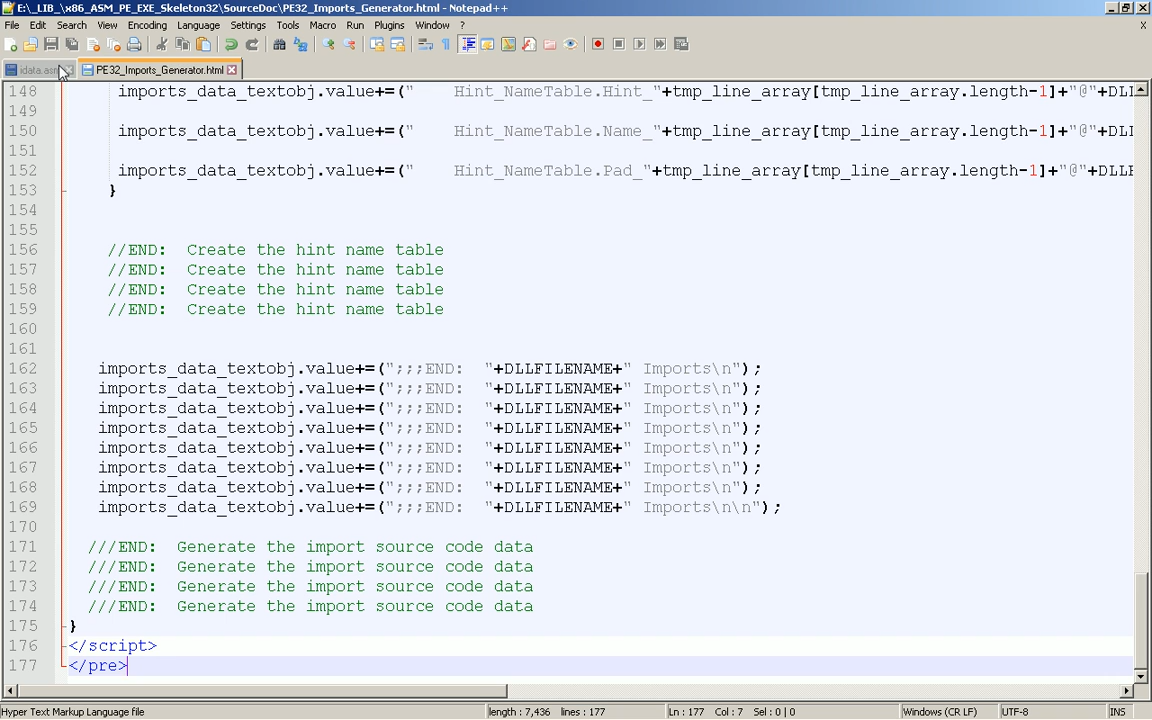 E:\_LIB_\x86_ASM_PE_EXE_Skeleton32\SourceDoc\PE32_Imports_Generator.html - Notepad++
File Edit Search View Encoding Language Settings Tools Macro Run Plugins Window ? X
idata.asm PE32_Imports_Generator.html
148 imports_data_textobj.value+=("    Hint_NameTable.Hint_"+tmp_line_array[tmp_line_array.length-1]+"@"+DLL
149
150 imports_data_textobj.value+=("    Hint_NameTable.Name_"+tmp_line_array[tmp_line_array.length-1]+"@"+DLL
151
152 imports_data_textobj.value+=("    Hint_NameTable.Pad_"+tmp_line_array[tmp_line_array.length-1]+"@"+DLL
153 }
154
155
156 //END:  Create the hint name table
157 //END:  Create the hint name table
158 //END:  Create the hint name table
159 //END:  Create the hint name table
160
161
162 imports_data_textobj.value+=(";;;END:  "+DLLFILENAME+" Imports\n");
163 imports_data_textobj.value+=(";;;END:  "+DLLFILENAME+" Imports\n");
164 imports_data_textobj.value+=(";;;END:  "+DLLFILENAME+" Imports\n");
165 imports_data_textobj.value+=(";;;END:  "+DLLFILENAME+" Imports\n");
166 imports_data_textobj.value+=(";;;END:  "+DLLFILENAME+" Imports\n");
167 imports_data_textobj.value+=(";;;END:  "+DLLFILENAME+" Imports\n");
168 imports_data_textobj.value+=(";;;END:  "+DLLFILENAME+" Imports\n");
169 imports_data_textobj.value+=(";;;END:  "+DLLFILENAME+" Imports\n\n");
170
171 ///END:  Generate the import source code data
172 ///END:  Generate the import source code data
173 ///END:  Generate the import source code data
174 ///END:  Generate the import source code data
175 }
176 </script>
177 </pre>
Hyper Text Markup Language file length : 7,436 lines : 177 Ln : 177 Col : 7 Sel : 0 | 0 Windows (CR LF) UTF-8 INS